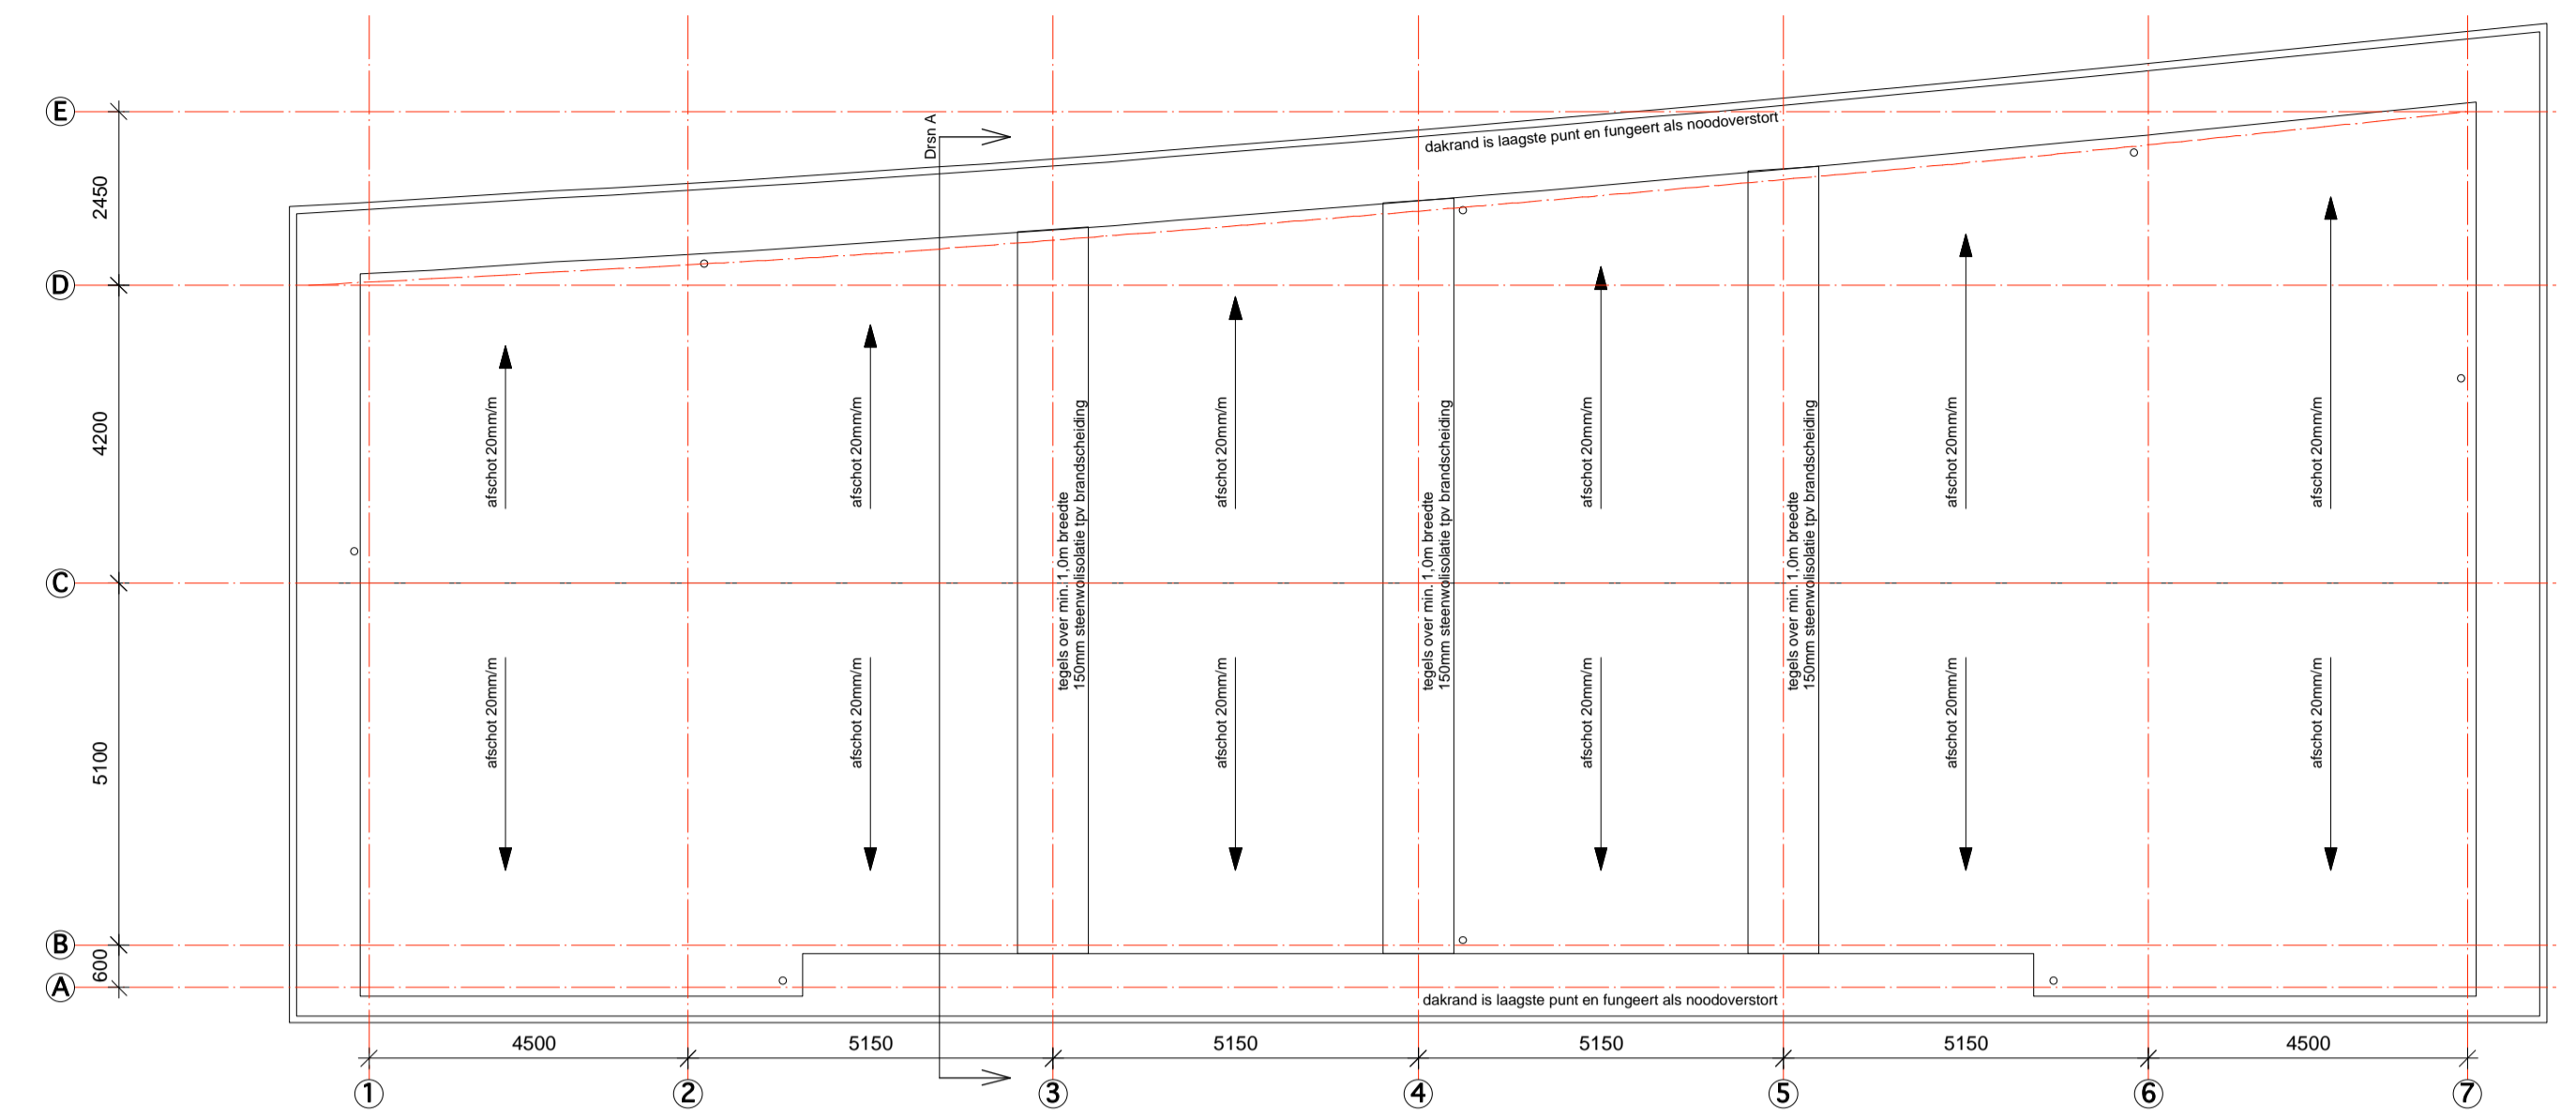 E
Drsn A
dakrand is laagste punt en fungeert als noodoverstort
2450
D
4200
afschot 20mm/m
afschot 20mm/m
afschot 20mm/m
afschot 20mm/m
afschot 20mm/m
afschot 20mm/m
tegels over min. 1,0m breedte
150mm steenwolisolatie tpv brandscheiding
tegels over min. 1,0m breedte
150mm steenwolisolatie tpv brandscheiding
tegels over min. 1,0m breedte
150mm steenwolisolatie tpv brandscheiding
C
5100
afschot 20mm/m
afschot 20mm/m
afschot 20mm/m
afschot 20mm/m
afschot 20mm/m
afschot 20mm/m
B
600
A
dakrand is laagste punt en fungeert als noodoverstort
4500
5150
5150
5150
5150
4500
1
2
3
4
5
6
7